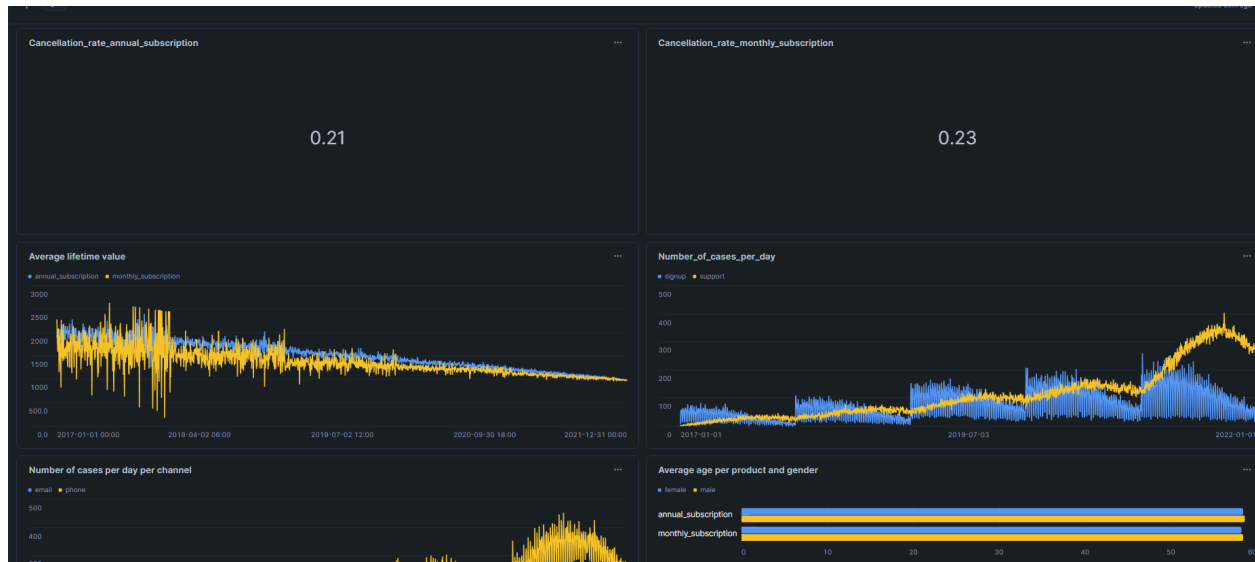 Cancellation_rate_annual_subscription
0.21
Cancellation_rate_monthly_subscription
0.23
Average lifetime value
annual_subscription monthly_subscription
3000
2500
2000
1500
1000
500.0
0.0
2017-01-01 00:00 2018-04-02 06:00 2019-07-02 12:00 2020-09-30 18:00 2021-12-31 00:00
Number_of_cases_per_day
signup support
500
400
300
200
100
0
2017-01-01 2019-07-03 2022-01-01
Number of cases per day per channel
email phone
500
400
Average age per product and gender
female male
annual_subscription
monthly_subscription
0 10 20 30 40 50 60